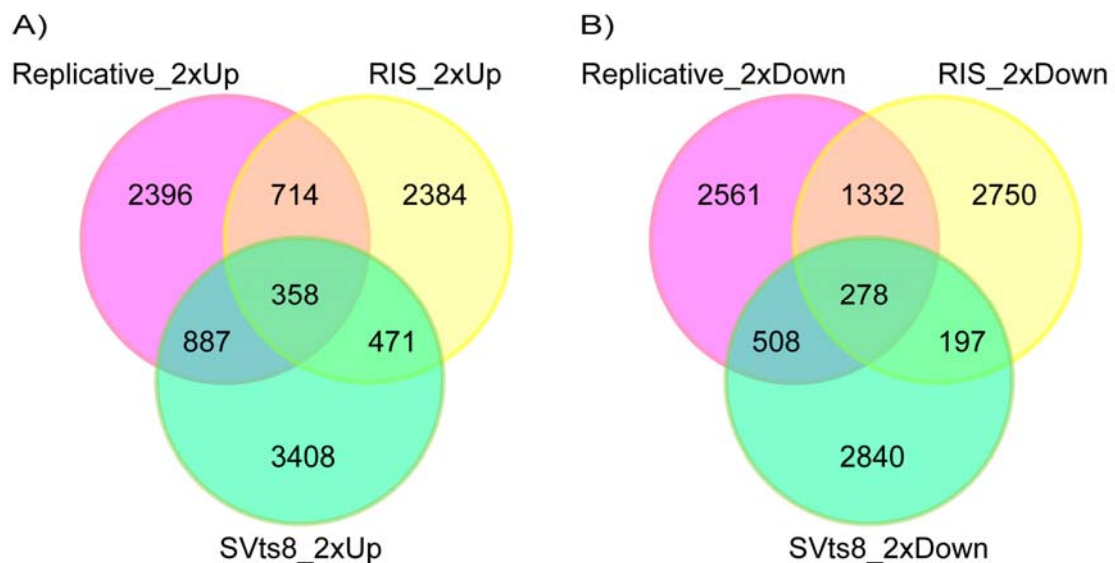 A) B)
Replicative_2xUp RIS_2xUp Replicative_2xDown RIS_2xDown
2396 714 2384 2561 1332 2750
358 278
887 471 508 197
3408 2840
SVts8_2xUp SVts8_2xDown